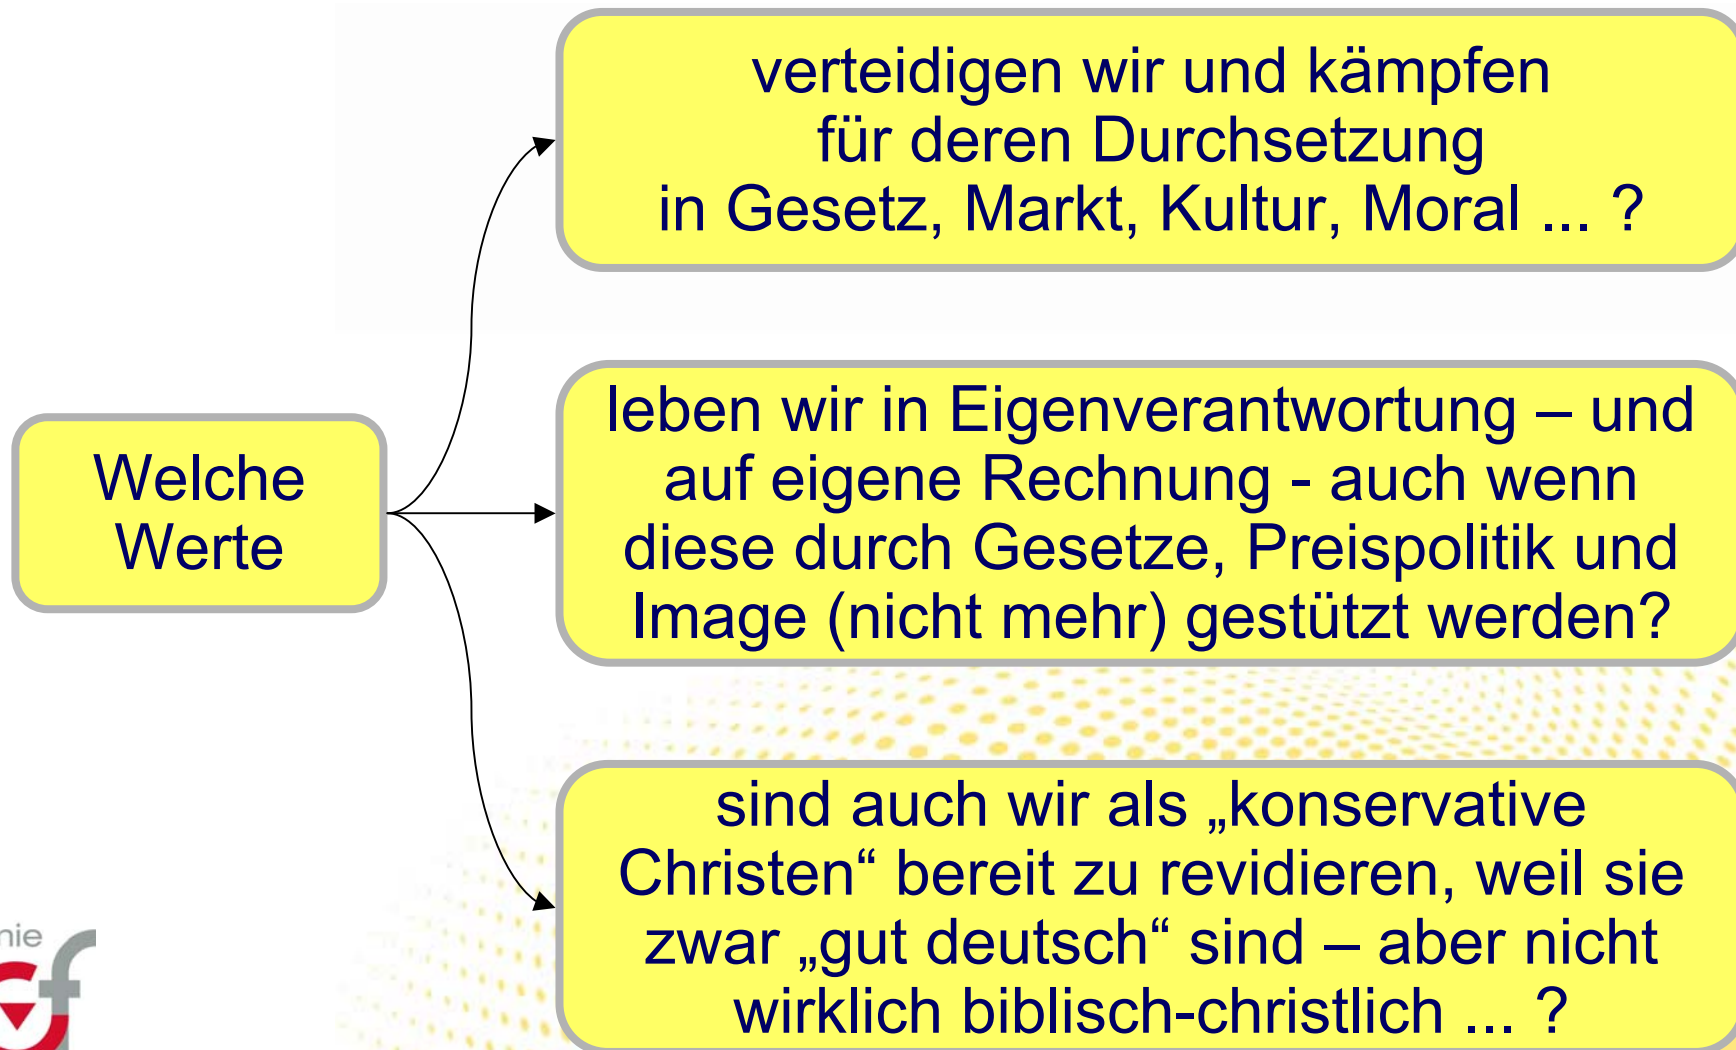 verteidigen wir und kämpfen
für deren Durchsetzung
in Gesetz, Markt, Kultur, Moral ... ?
Welche
Werte
leben wir in Eigenverantwortung – und
auf eigene Rechnung - auch wenn
diese durch Gesetze, Preispolitik und
Image (nicht mehr) gestützt werden?
sind auch wir als „konservative
Christen“ bereit zu revidieren, weil sie
zwar „gut deutsch“ sind – aber nicht
wirklich biblisch-christlich ... ?